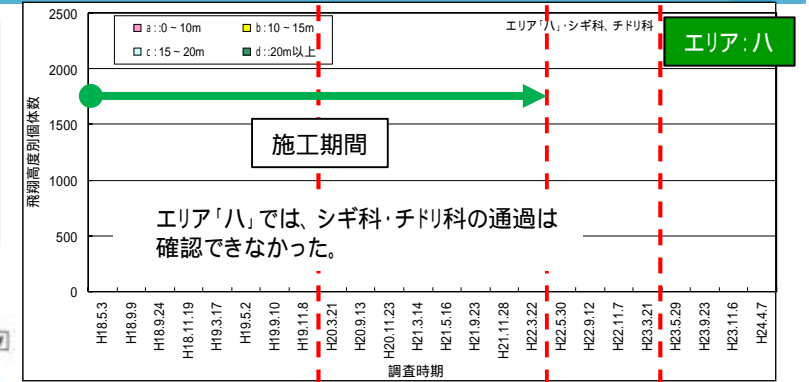 2500
2000
1500
1000
500
0
飛翔高度別個体数
a:0～10m
b:10～15m
c:15～20m
d:20m以上
エリア「ハ」・シギ科、チドリ科
エリア:ハ
施工期間
エリア「ハ」では、シギ科・チドリ科の通過は
確認できなかった。
H18.5.3
H18.9.9
H18.9.24
H18.11.19
H19.3.17
H19.5.2
H19.9.10
H19.11.8
H20.3.21
H20.9.13
H20.11.23
H21.3.14
H21.5.16
H21.9.23
H21.11.28
H22.3.22
H22.5.30
H22.9.12
H22.11.7
H23.3.21
H23.5.29
H23.9.23
H23.11.6
H24.4.7
調査時期